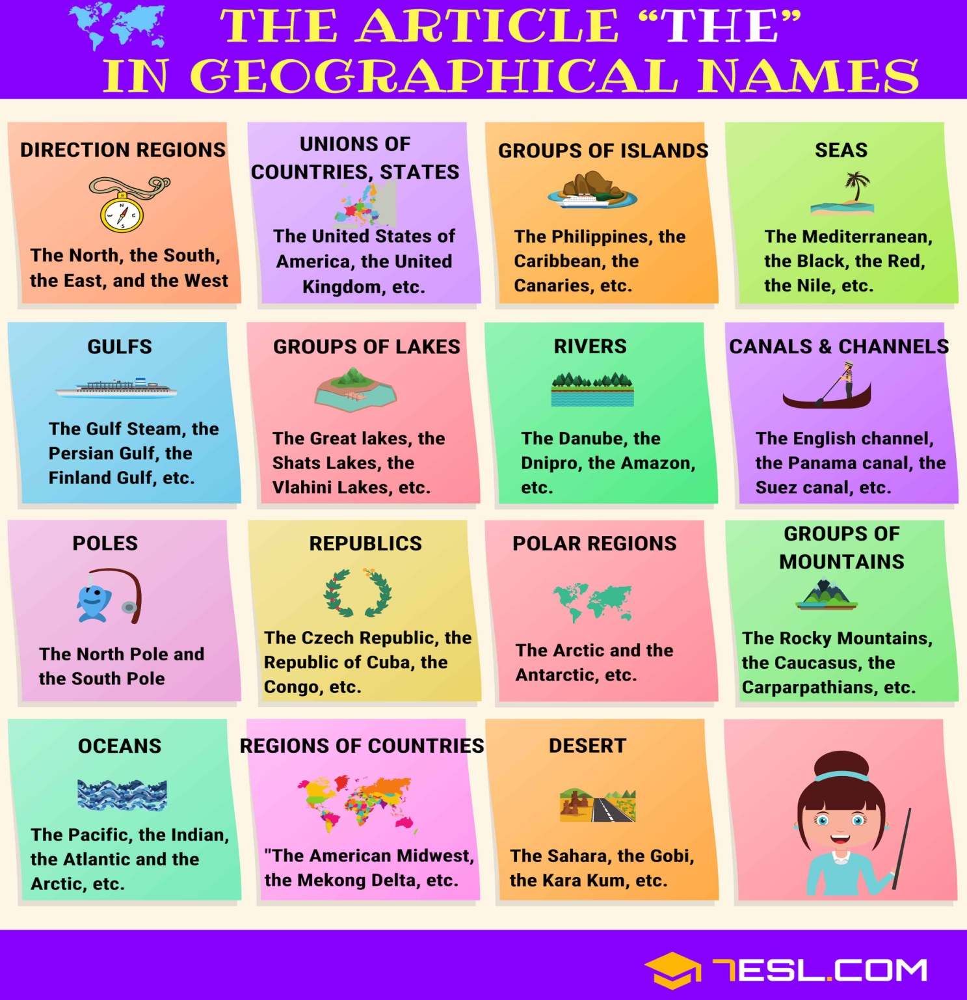 THE ARTICLE “THE”
IN GEOGRAPHICAL NAMES
DIRECTION REGIONS
N
W
E
S
The North, the South,
the East, and the West
UNIONS OF
COUNTRIES, STATES
The United States of
America, the United
Kingdom, etc.
GROUPS OF ISLANDS
The Philippines, the
Caribbean, the
Canaries, etc.
SEAS
The Mediterranean,
the Black, the Red,
the Nile, etc.
GULFS
The Gulf Steam, the
Persian Gulf, the
Finland Gulf, etc.
GROUPS OF LAKES
The Great lakes, the
Shats Lakes, the
Vlahini Lakes, etc.
RIVERS
The Danube, the
Dnipro, the Amazon,
etc.
CANALS & CHANNELS
The English channel,
the Panama canal, the
Suez canal, etc.
POLES
The North Pole and
the South Pole
REPUBLICS
The Czech Republic, the
Republic of Cuba, the
Congo, etc.
POLAR REGIONS
The Arctic and the
Antarctic, etc.
GROUPS OF
MOUNTAINS
The Rocky Mountains,
the Caucasus, the
Carparpathians, etc.
OCEANS
The Pacific, the Indian,
the Atlantic and the
Arctic, etc.
REGIONS OF COUNTRIES
"The American Midwest,
the Mekong Delta, etc.
DESERT
The Sahara, the Gobi,
the Kara Kum, etc.
7ESL.COM